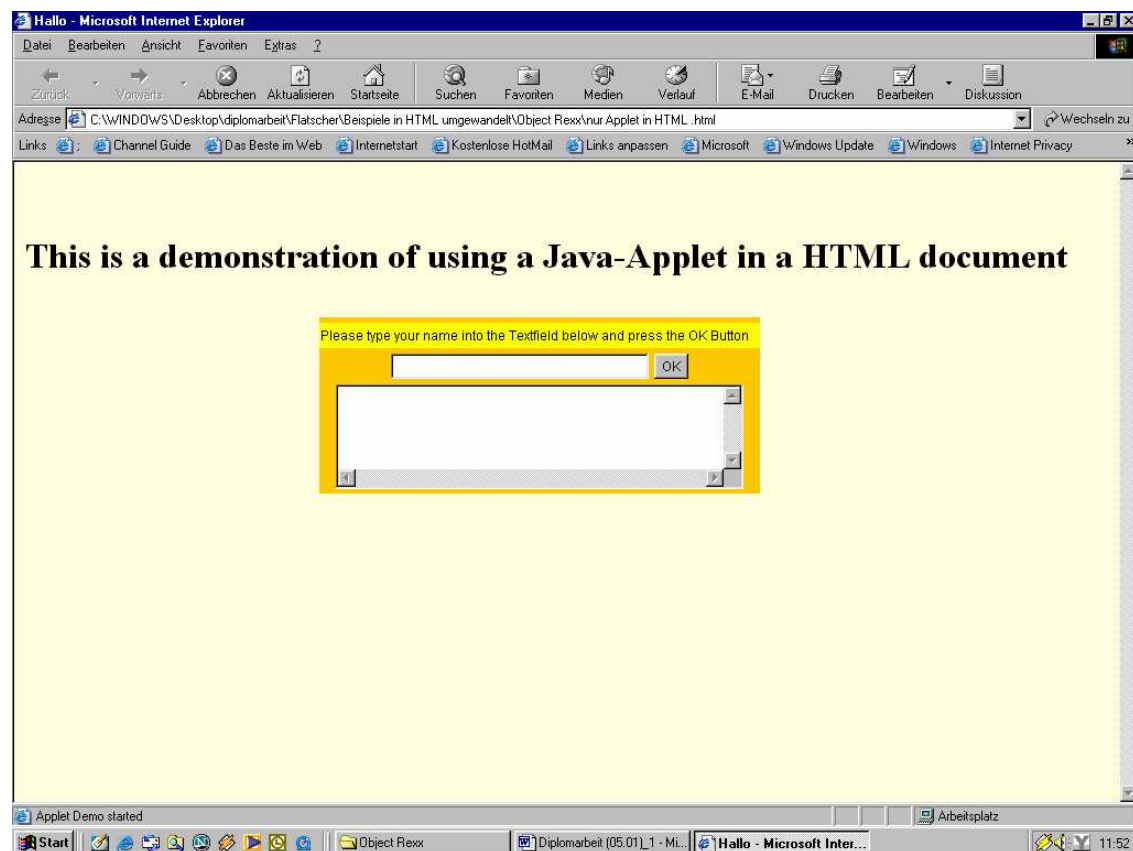 Hallo - Microsoft Internet Explorer
Datei Bearbeiten Ansicht Favoriten Extras ?
Zurück Vorwärts Abbrechen Aktualisieren Startseite Suchen Favoriten Medien Verlauf E-Mail Drucken Bearbeiten Diskussion
Adresse C:\WINDOWS\Desktop\diplomarbeit\Flatscher\Beispiele in HTML umgewandelt\Object Rexx\nur Applet in HTML .html Wechseln zu
Links ; Channel Guide Das Beste im Web Internetstart Kostenlose HotMail Links anpassen Microsoft Windows Update Windows Internet Privacy »
This is a demonstration of using a Java-Applet in a HTML document
Please type your name into the Textfield below and press the OK Button
OK
Applet Demo started Arbeitsplatz
Start Object Rexx Diplomarbeit (05.01)_1 - Mi... Hallo - Microsoft Inter... 11:52